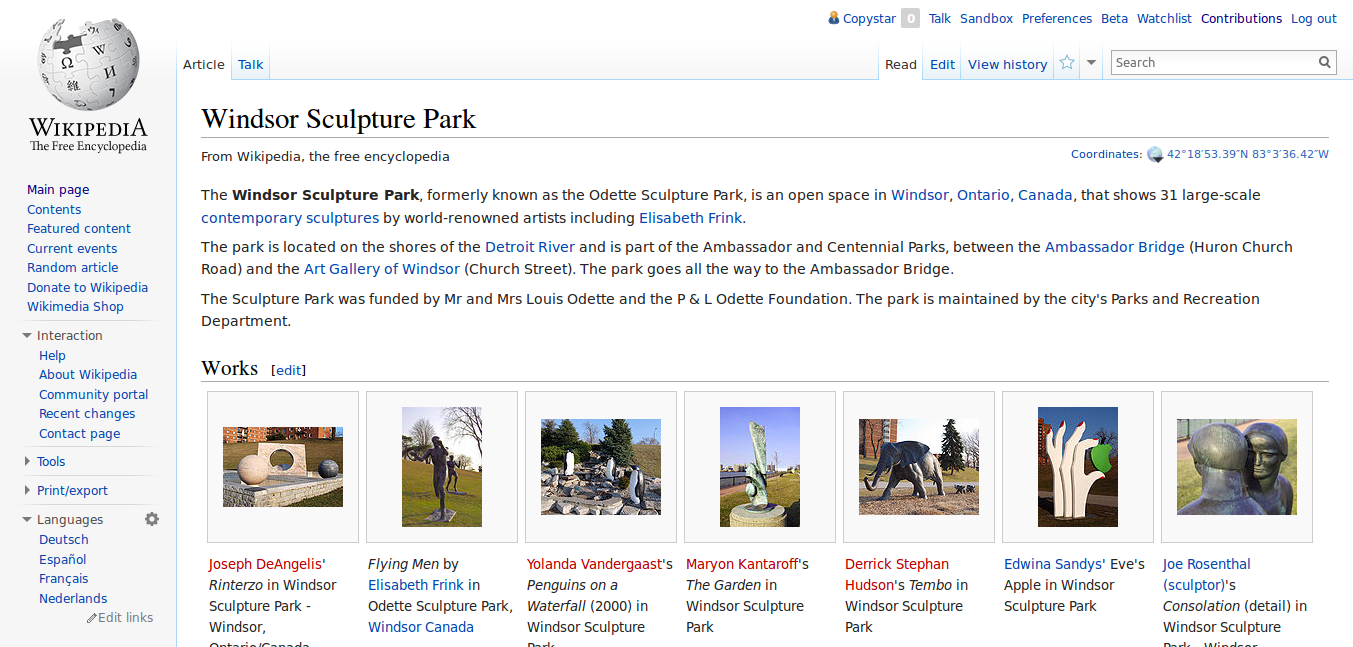 Copystar 0 Talk Sandbox Preferences Beta Watchlist Contributions Log out
Article Talk Read Edit View history Search
WIKIPEDIA
The Free Encyclopedia
Main page
Contents
Featured content
Current events
Random article
Donate to Wikipedia
Wikimedia Shop
Interaction
Help
About Wikipedia
Community portal
Recent changes
Contact page
Tools
Print/export
Languages
Deutsch
Español
Français
Nederlands
Edit links
Windsor Sculpture Park
From Wikipedia, the free encyclopedia
Coordinates: 42°18′53.39″N 83°3′36.42″W
The Windsor Sculpture Park, formerly known as the Odette Sculpture Park, is an open space in Windsor, Ontario, Canada, that shows 31 large-scale
contemporary sculptures by world-renowned artists including Elisabeth Frink.
The park is located on the shores of the Detroit River and is part of the Ambassador and Centennial Parks, between the Ambassador Bridge (Huron Church
Road) and the Art Gallery of Windsor (Church Street). The park goes all the way to the Ambassador Bridge.
The Sculpture Park was funded by Mr and Mrs Louis Odette and the P & L Odette Foundation. The park is maintained by the city's Parks and Recreation
Department.
Works [edit]
Joseph DeAngelis'
Rinterzo in Windsor
Sculpture Park -
Windsor,
Ontario/Canada
Flying Men by
Elisabeth Frink in
Odette Sculpture Park,
Windsor Canada
Yolanda Vandergaast's
Penguins on a
Waterfall (2000) in
Windsor Sculpture
Park
Maryon Kantaroff's
The Garden in
Windsor Sculpture
Park
Derrick Stephan
Hudson's Tembo in
Windsor Sculpture
Park
Edwina Sandys' Eve's
Apple in Windsor
Sculpture Park
Joe Rosenthal
(sculptor)'s
Consolation (detail) in
Windsor Sculpture
Park - Windsor,